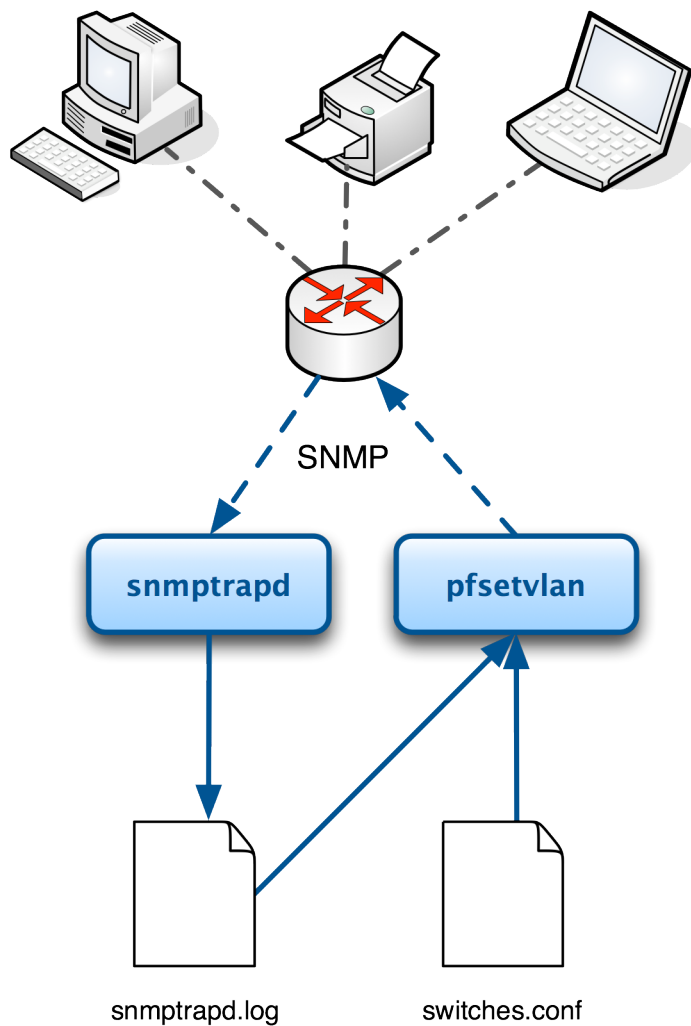 SNMP
snmptrapd
pfsetvlan
snmptrapd.log
switches.conf